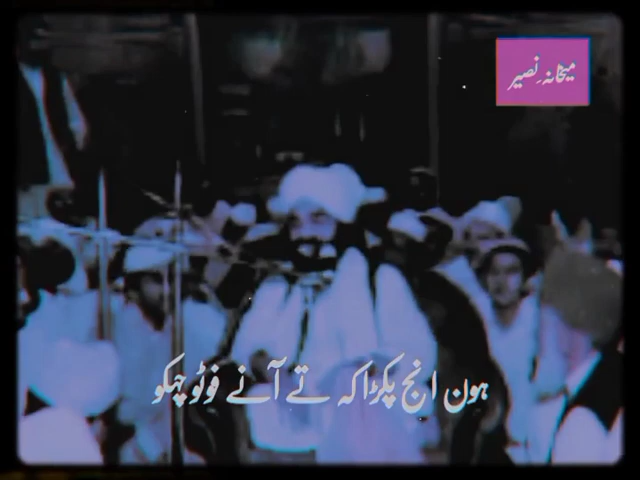 میخانہ نصیر
ہون انج پکڑا کہ تے آنے فوٹو چھکو